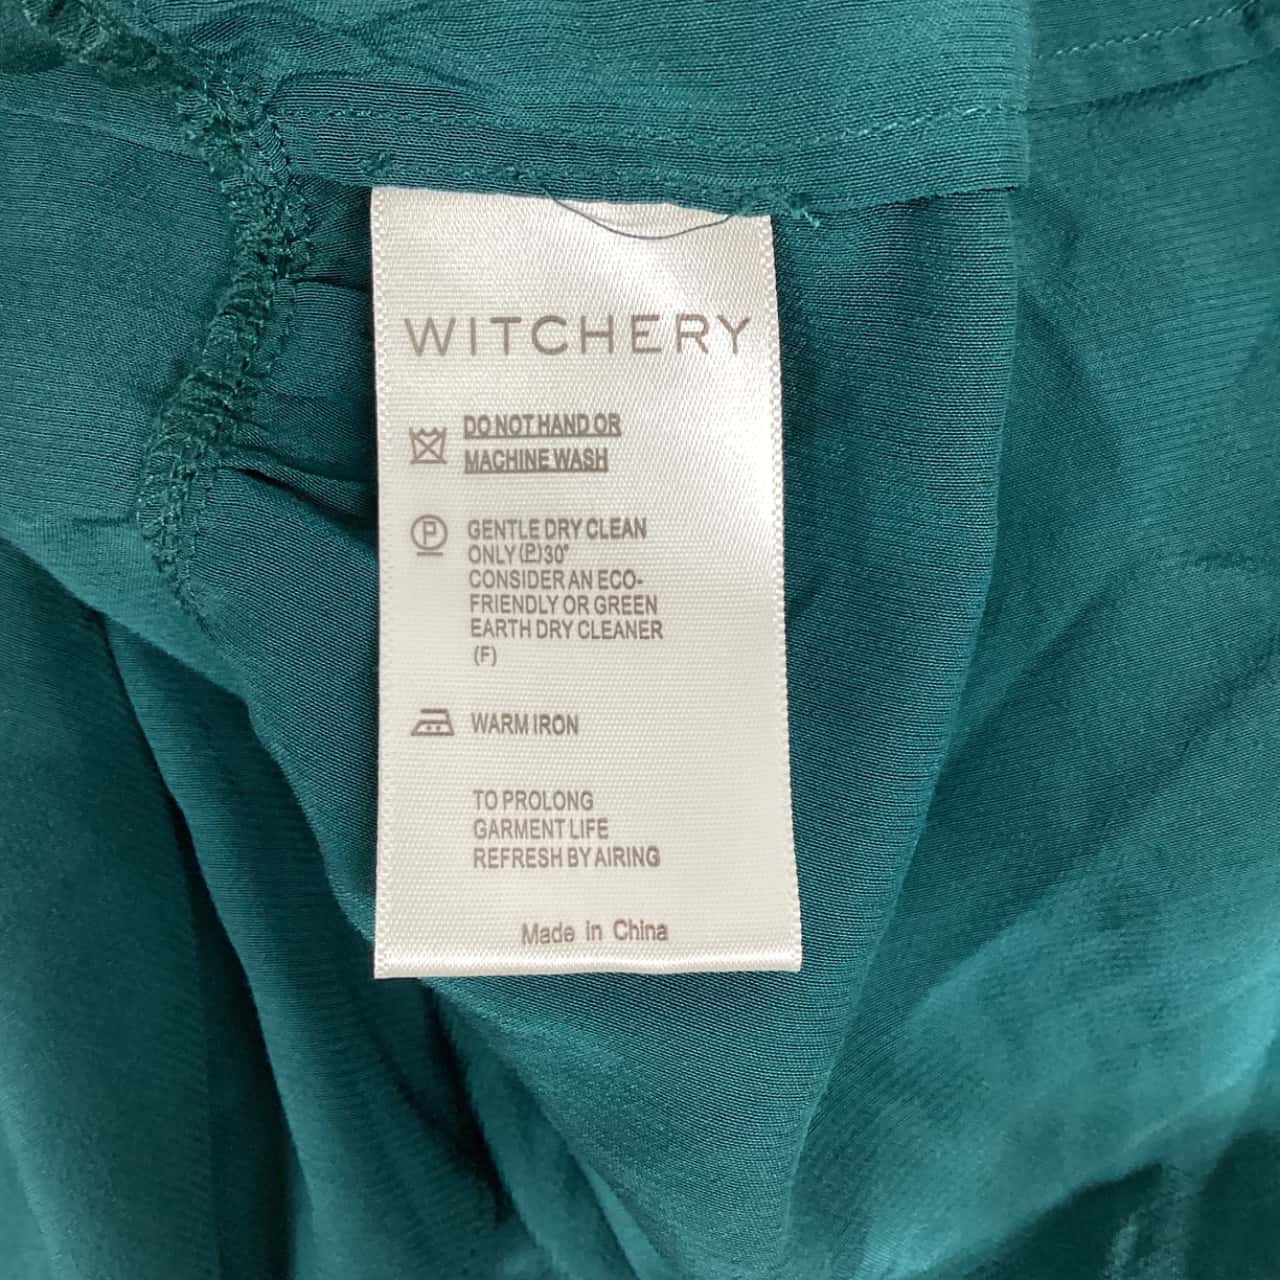 WITCHERY
DO NOT HAND OR
MACHINE WASH
P
GENTLE DRY CLEAN
ONLY (P)30°
CONSIDER AN ECO-
FRIENDLY OR GREEN
EARTH DRY CLEANER
(F)
WARM IRON
TO PROLONG
GARMENT LIFE
REFRESH BY AIRING
Made in China